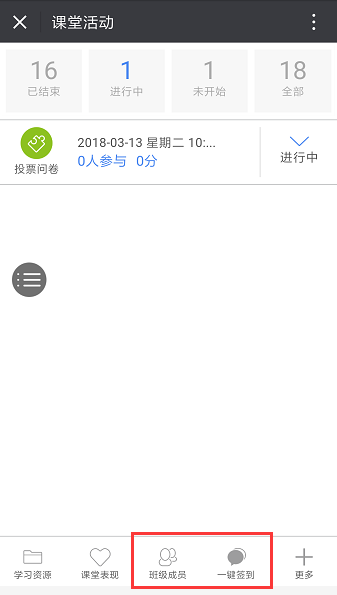 课堂活动
16 1 1 18
已结束 进行中 未开始 全部
2018-03-13 星期二 10:...
0人参与 0分
投票问卷
进行中
学习资源 课堂表现 班级成员 一键签到 更多